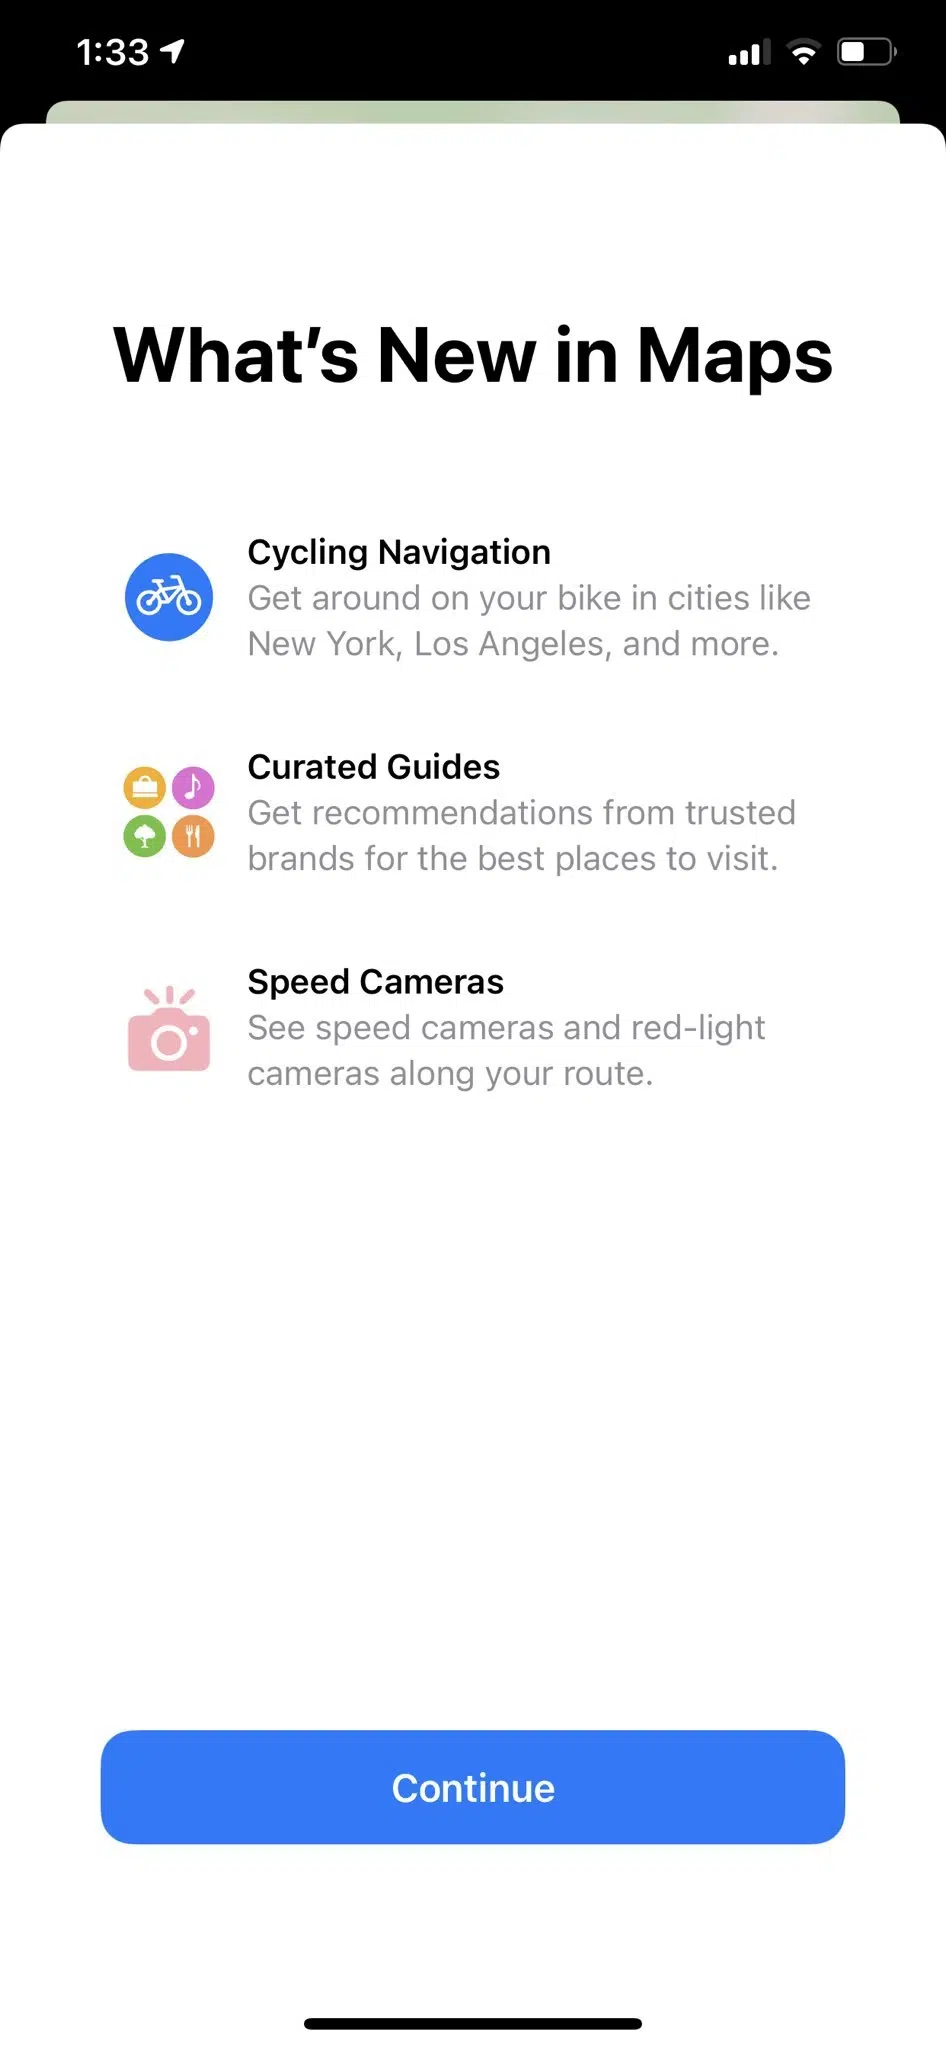 1:33
What’s New in Maps
Cycling Navigation
Get around on your bike in cities like
New York, Los Angeles, and more.
Curated Guides
Get recommendations from trusted
brands for the best places to visit.
Speed Cameras
See speed cameras and red-light
cameras along your route.
Continue